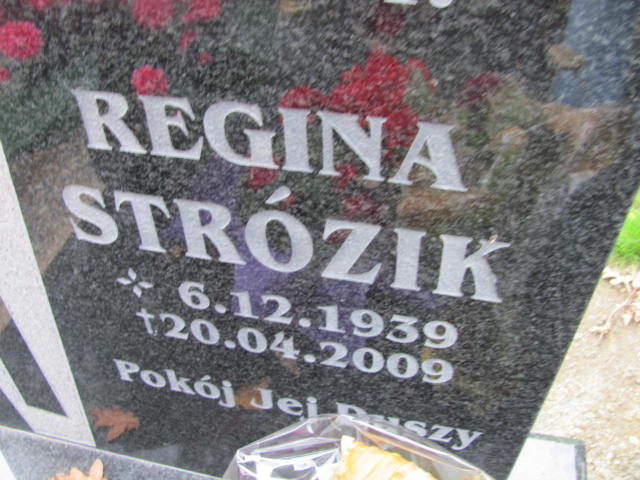 REGINA
STRÓZIK
* 6.12.1939
†20.04.2009
Pokój Jej Duszy